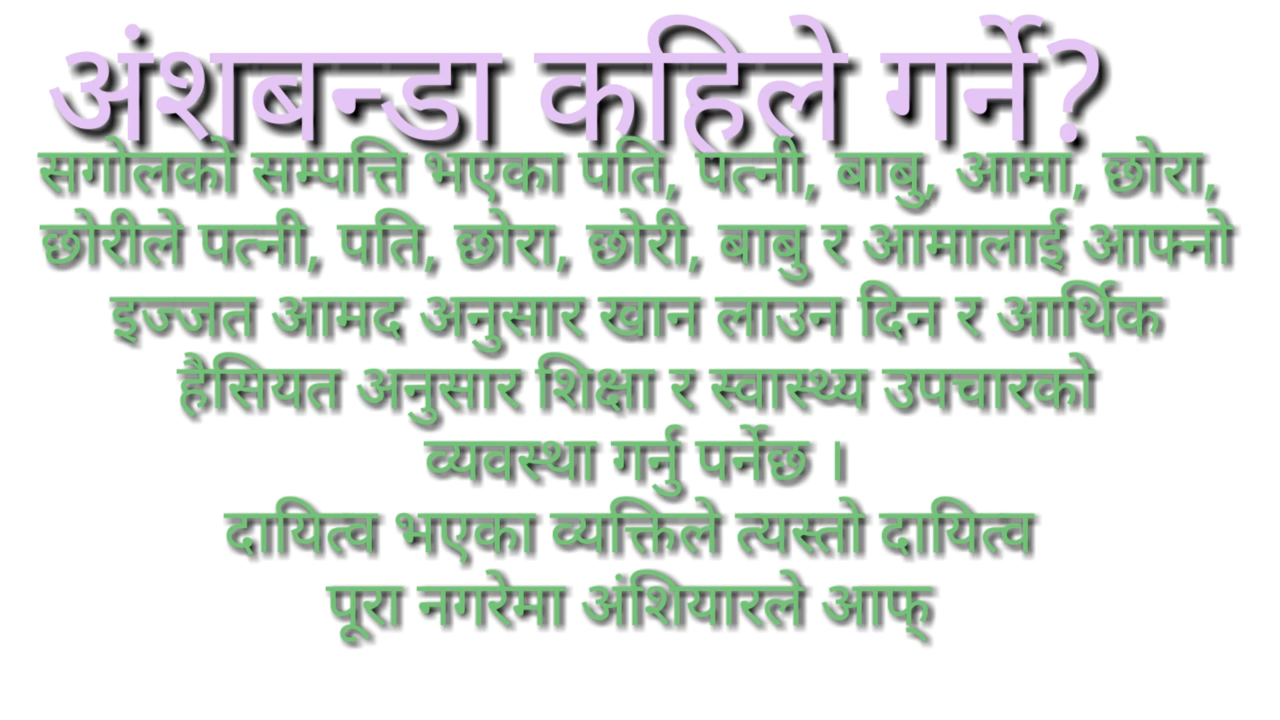 अंशबन्डा कहिले गर्ने?
सगोलको सम्पत्ति भएका पति, पत्नी, बाबु, आमा, छोरा,
छोरीले पत्नी, पति, छोरा, छोरी, बाबु र आमालाई आफ्नो
इज्जत आमद अनुसार खान लाउन दिन र आर्थिक
हैसियत अनुसार शिक्षा र स्वास्थ्य उपचारको
व्यवस्था गर्नु पर्नेछ ।
दायित्व भएका व्यक्तिले त्यस्तो दायित्व
पूरा नगरेमा अंशियारले आफ्